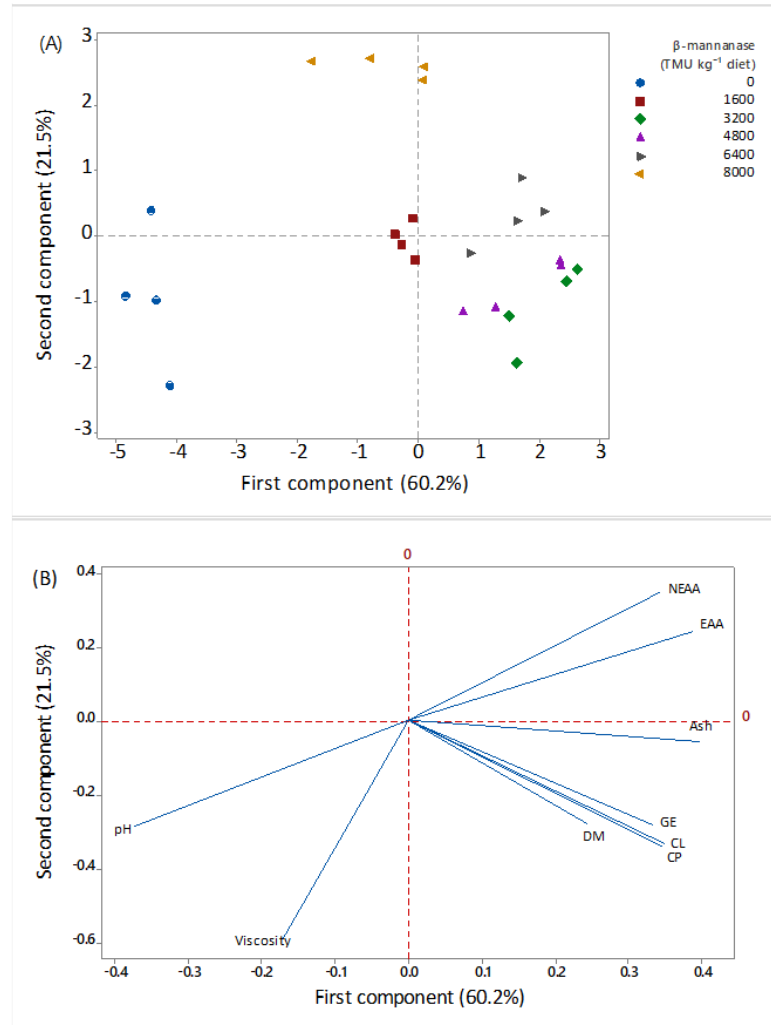 (A)
3
2
1
0
-1
-2
-3
Second component (21.5%)
-5 -4 -3 -2 -1 0 1 2 3
First component (60.2%)
β-mannanase
(TMU kg⁻¹ diet)
0
1600
3200
4800
6400
8000
(B)
0
0.4
0.2
0.0
-0.2
-0.4
-0.6
Second component (21.5%)
NEAA
EAA
0
Ash
GE
CL
CP
DM
pH
Viscosity
-0.4 -0.3 -0.2 -0.1 0.0 0.1 0.2 0.3 0.4
First component (60.2%)